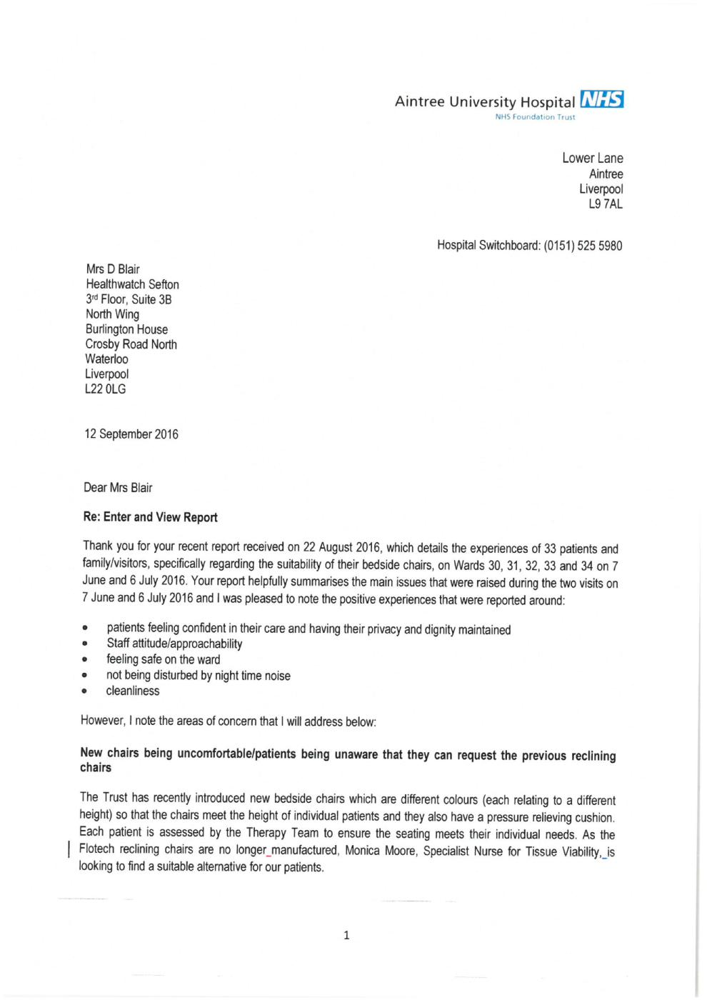 Aintree University Hospital NHS
NHS Foundation Trust
Lower Lane
Aintree
Liverpool
L9 7AL
Hospital Switchboard: (0151) 525 5980
Mrs D Blair
Healthwatch Sefton
3rd Floor, Suite 3B
North Wing
Burlington House
Crosby Road North
Waterloo
Liverpool
L22 0LG
12 September 2016
Dear Mrs Blair
Re: Enter and View Report
Thank you for your recent report received on 22 August 2016, which details the experiences of 33 patients and
family/visitors, specifically regarding the suitability of their bedside chairs, on Wards 30, 31, 32, 33 and 34 on 7
June and 6 July 2016. Your report helpfully summarises the main issues that were raised during the two visits on
7 June and 6 July 2016 and I was pleased to note the positive experiences that were reported around:
• patients feeling confident in their care and having their privacy and dignity maintained
• Staff attitude/approachability
• feeling safe on the ward
• not being disturbed by night time noise
• cleanliness
However, I note the areas of concern that I will address below:
New chairs being uncomfortable/patients being unaware that they can request the previous reclining
chairs
The Trust has recently introduced new bedside chairs which are different colours (each relating to a different
height) so that the chairs meet the height of individual patients and they also have a pressure relieving cushion.
Each patient is assessed by the Therapy Team to ensure the seating meets their individual needs. As the
Flotech reclining chairs are no longer manufactured, Monica Moore, Specialist Nurse for Tissue Viability, is
looking to find a suitable alternative for our patients.
1